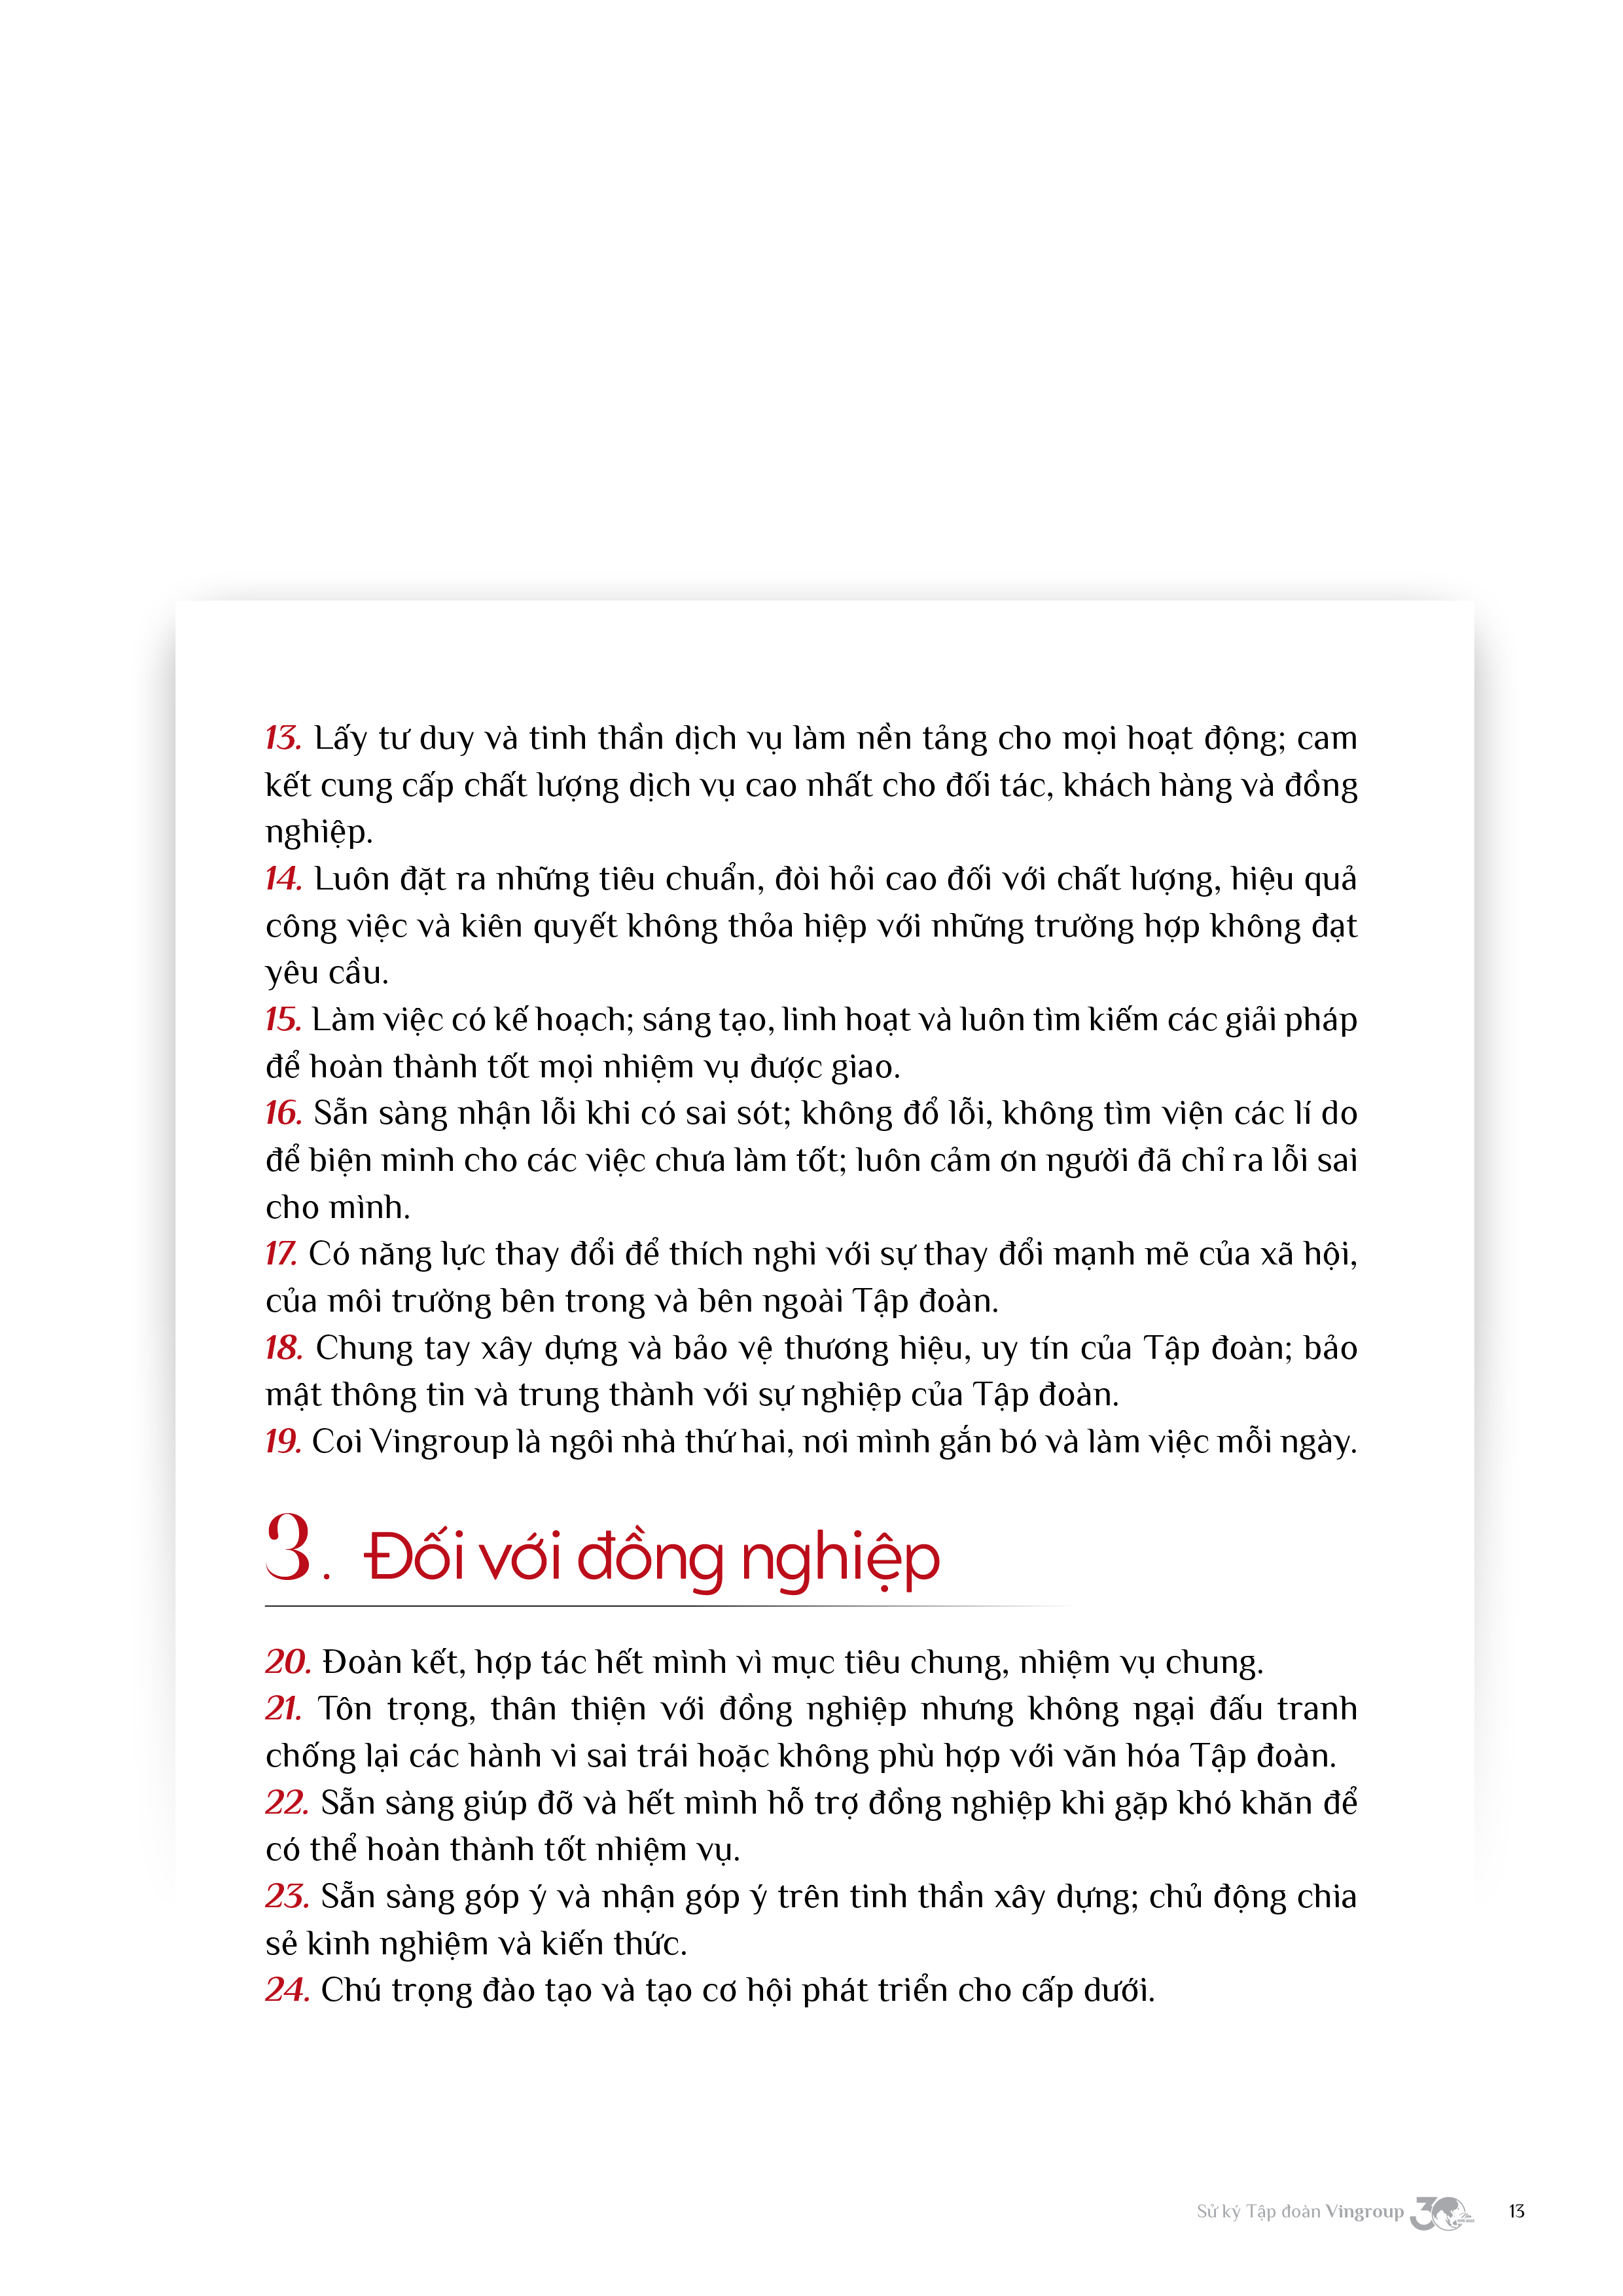 13. Lấy tư duy và tinh thần dịch vụ làm nền tảng cho mọi hoạt động; cam
kết cung cấp chất lượng dịch vụ cao nhất cho đối tác, khách hàng và đồng
nghiệp.
14. Luôn đặt ra những tiêu chuẩn, đòi hỏi cao đối với chất lượng, hiệu quả
công việc và kiên quyết không thỏa hiệp với những trường hợp không đạt
yêu cầu.
15. Làm việc có kế hoạch; sáng tạo, linh hoạt và luôn tìm kiếm các giải pháp
để hoàn thành tốt mọi nhiệm vụ được giao.
16. Sẵn sàng nhận lỗi khi có sai sót; không đổ lỗi, không tìm viện các lí do
để biện minh cho các việc chưa làm tốt; luôn cảm ơn người đã chỉ ra lỗi sai
cho mình.
17. Có năng lực thay đổi để thích nghi với sự thay đổi mạnh mẽ của xã hội,
của môi trường bên trong và bên ngoài Tập đoàn.
18. Chung tay xây dựng và bảo vệ thương hiệu, uy tín của Tập đoàn; bảo
mật thông tin và trung thành với sự nghiệp của Tập đoàn.
19. Coi Vingroup là ngôi nhà thứ hai, nơi mình gắn bó và làm việc mỗi ngày.
3. Đối với đồng nghiệp
20. Đoàn kết, hợp tác hết mình vì mục tiêu chung, nhiệm vụ chung.
21. Tôn trọng, thân thiện với đồng nghiệp nhưng không ngại đấu tranh
chống lại các hành vi sai trái hoặc không phù hợp với văn hóa Tập đoàn.
22. Sẵn sàng giúp đỡ và hết mình hỗ trợ đồng nghiệp khi gặp khó khăn để
có thể hoàn thành tốt nhiệm vụ.
23. Sẵn sàng góp ý và nhận góp ý trên tinh thần xây dựng; chủ động chia
sẻ kinh nghiệm và kiến thức.
24. Chú trọng đào tạo và tạo cơ hội phát triển cho cấp dưới.
Sử ký Tập đoàn Vingroup 30 13